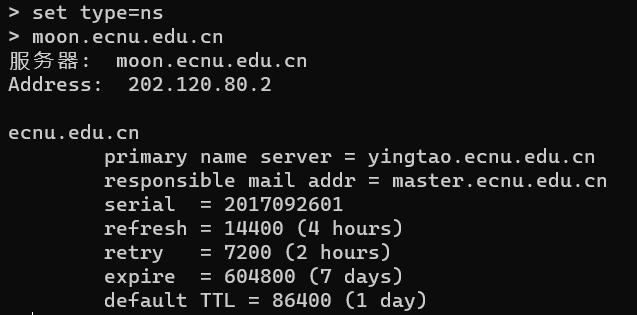 > set type=ns
> moon.ecnu.edu.cn
服务器:  moon.ecnu.edu.cn
Address:  202.120.80.2

ecnu.edu.cn
        primary name server = yingtao.ecnu.edu.cn
        responsible mail addr = master.ecnu.edu.cn
        serial  = 2017092601
        refresh = 14400 (4 hours)
        retry   = 7200 (2 hours)
        expire  = 604800 (7 days)
        default TTL = 86400 (1 day)